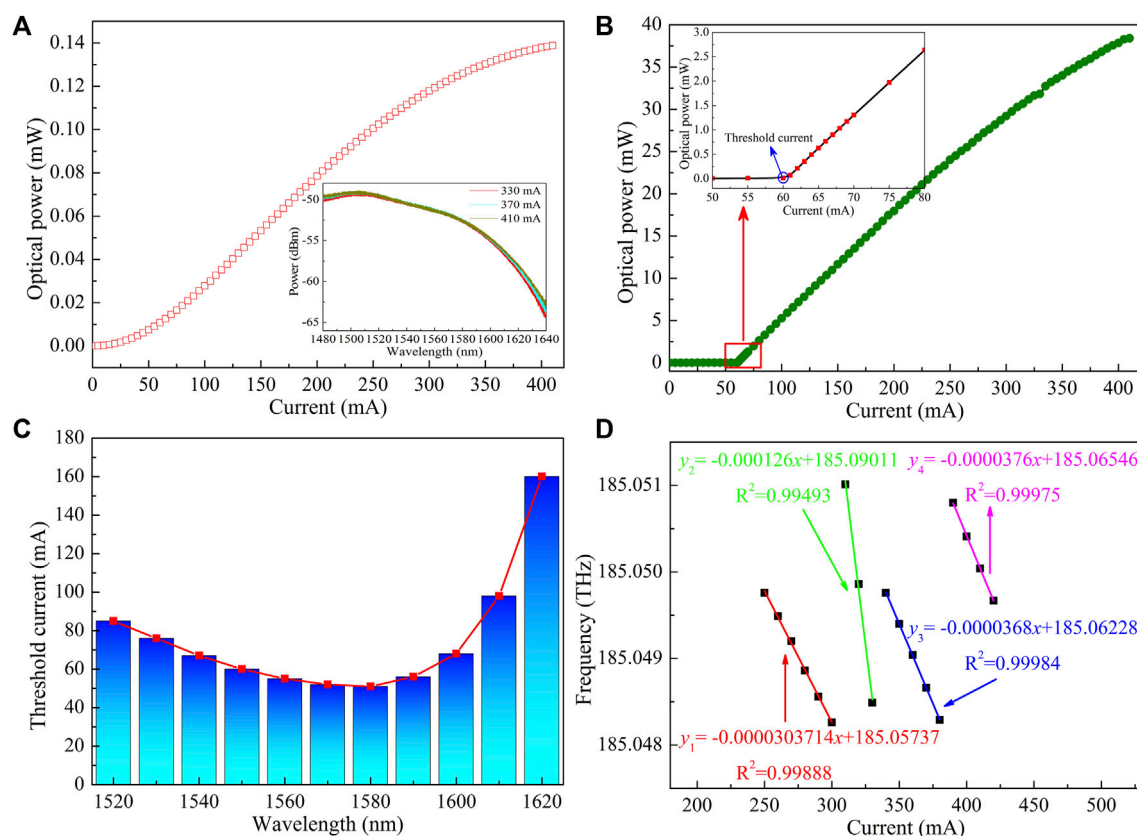 A
0.14
0.12
0.10
0.08
0.06
0.04
0.02
0.00
Optical power (mW)
0 50 100 150 200 250 300 350 400
Current (mA)
330 mA
370 mA
410 mA
-50
-55
-60
-65
Power (dBm)
1480 1500 1520 1540 1560 1580 1600 1620 1640
Wavelength (nm)
B
40
35
30
25
20
15
10
5
0
Optical power (mW)
0 50 100 150 200 250 300 350 400
Current (mA)
3.0
2.5
2.0
1.5
1.0
0.5
0.0
Optical power (mW)
Threshold current
50 55 60 65 70 75 80
Current (mA)
C
180
160
140
120
100
80
60
40
20
0
Threshold current (mA)
1520 1540 1560 1580 1600 1620
Wavelength (nm)
D
185.051
185.050
185.049
185.048
Frequency (THz)
y2= -0.000126x+185.09011
R²=0.99493
y4= -0.0000376x+185.06546
R²=0.99975
y3= -0.0000368x+185.06228
R²=0.99984
y1= -0.0000303714x+185.05737
R²=0.99888
200 250 300 350 400 450 500
Current (mA)